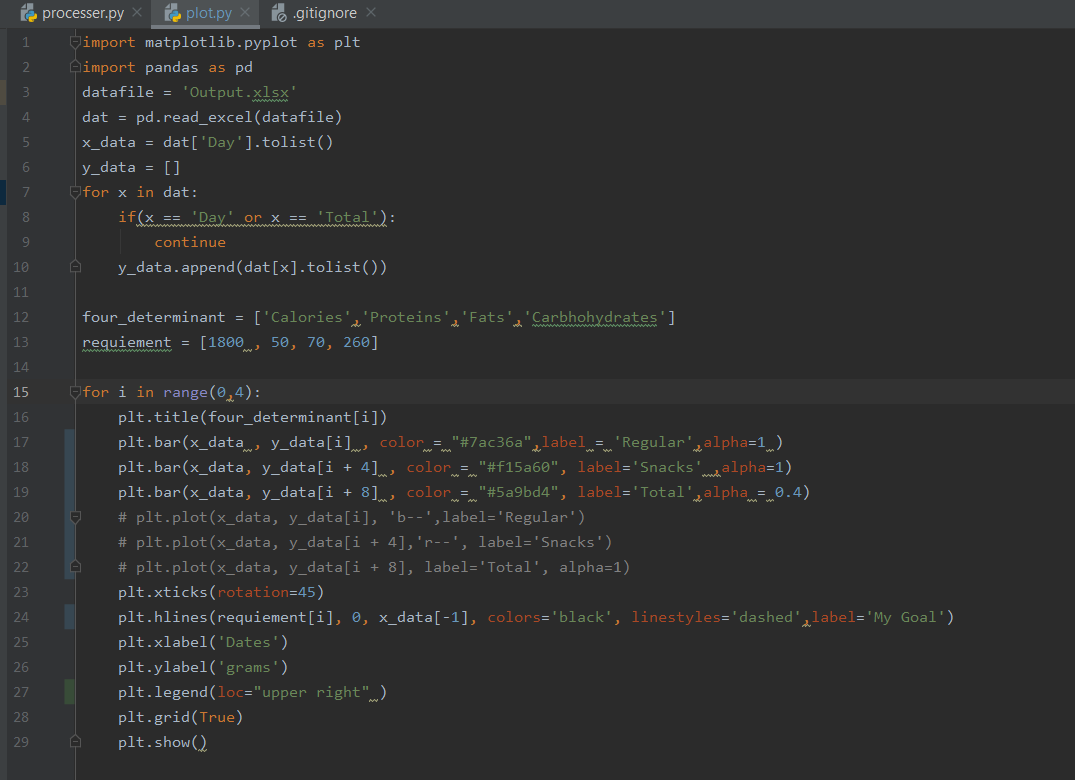 processer.py × plot.py × .gitignore ×
1 import matplotlib.pyplot as plt
2 import pandas as pd
3 datafile = 'Output.xlsx'
4 dat = pd.read_excel(datafile)
5 x_data = dat['Day'].tolist()
6 y_data = []
7 for x in dat:
8     if(x == 'Day' or x == 'Total'):
9         continue
10     y_data.append(dat[x].tolist())
11
12 four_determinant = ['Calories','Proteins','Fats','Carbhohydrates']
13 requiement = [1800 , 50, 70, 260]
14
15 for i in range(0,4):
16     plt.title(four_determinant[i])
17     plt.bar(x_data , y_data[i] , color = "#7ac36a",label = 'Regular',alpha=1 )
18     plt.bar(x_data, y_data[i + 4] , color = "#f15a60", label='Snacks' ,alpha=1)
19     plt.bar(x_data, y_data[i + 8] , color = "#5a9bd4", label='Total',alpha = 0.4)
20     # plt.plot(x_data, y_data[i], 'b--',label='Regular')
21     # plt.plot(x_data, y_data[i + 4],'r--', label='Snacks')
22     # plt.plot(x_data, y_data[i + 8], label='Total', alpha=1)
23     plt.xticks(rotation=45)
24     plt.hlines(requiement[i], 0, x_data[-1], colors='black', linestyles='dashed',label='My Goal')
25     plt.xlabel('Dates')
26     plt.ylabel('grams')
27     plt.legend(loc="upper right" )
28     plt.grid(True)
29     plt.show()